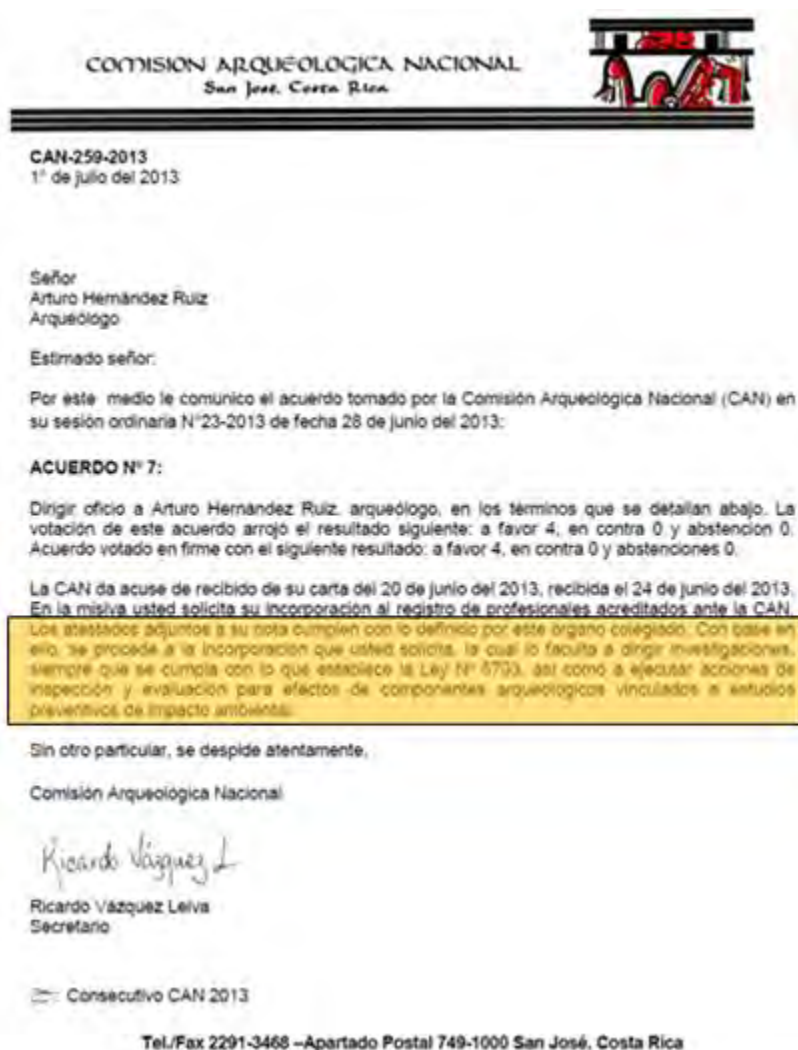 COMISION ARQUEOLOGICA NACIONAL
San José, Costa Rica
CAN-259-2013
1° de julio del 2013
Señor
Arturo Hernández Ruiz
Arqueólogo
Estimado señor:
Por este medio le comunico el acuerdo tomado por la Comisión Arqueológica Nacional (CAN) en
su sesión ordinaria N°23-2013 de fecha 28 de junio del 2013:
ACUERDO N° 7:
Dirigir oficio a Arturo Hernández Ruiz, arqueólogo, en los términos que se detallan abajo. La
votación de este acuerdo arrojó el resultado siguiente: a favor 4, en contra 0 y abstención 0.
Acuerdo votado en firme con el siguiente resultado: a favor 4, en contra 0 y abstenciones 0.
La CAN da acuse de recibido de su carta del 20 de junio del 2013, recibida el 24 de junio del 2013.
En la misiva usted solicita su incorporación al registro de profesionales acreditados ante la CAN.
Los atestados adjuntos a su nota cumplen con lo definido por este órgano colegiado. Con base en
ello, se procede a la incorporación que usted solicita, la cual lo faculta a dirigir investigaciones,
siempre que se cumpla con lo que establece la Ley N° 6703, así como a ejecutar acciones de
inspección y evaluación para efectos de componentes arqueológicos vinculados a estudios
preventivos de impacto ambiental.
Sin otro particular, se despide atentamente,
Comisión Arqueológica Nacional
Ricardo Vázquez L
Ricardo Vázquez Leiva
Secretario
Consecutivo CAN 2013
Tel./Fax 2291-3468 –Apartado Postal 749-1000 San José, Costa Rica